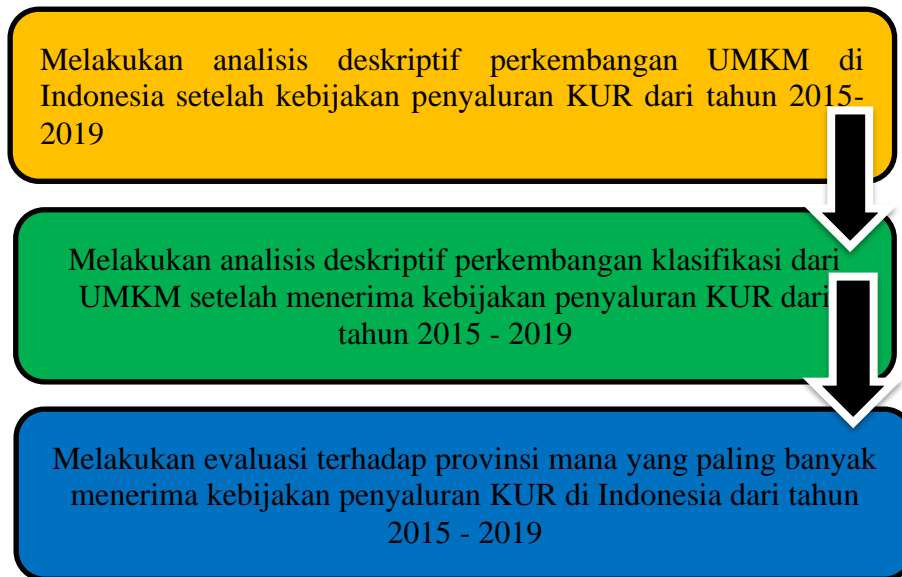 Melakukan analisis deskriptif perkembangan UMKM di
Indonesia setelah kebijakan penyaluran KUR dari tahun 2015-
2019
Melakukan analisis deskriptif perkembangan klasifikasi dari
UMKM setelah menerima kebijakan penyaluran KUR dari
tahun 2015 - 2019
Melakukan evaluasi terhadap provinsi mana yang paling banyak
menerima kebijakan penyaluran KUR di Indonesia dari tahun
2015 - 2019